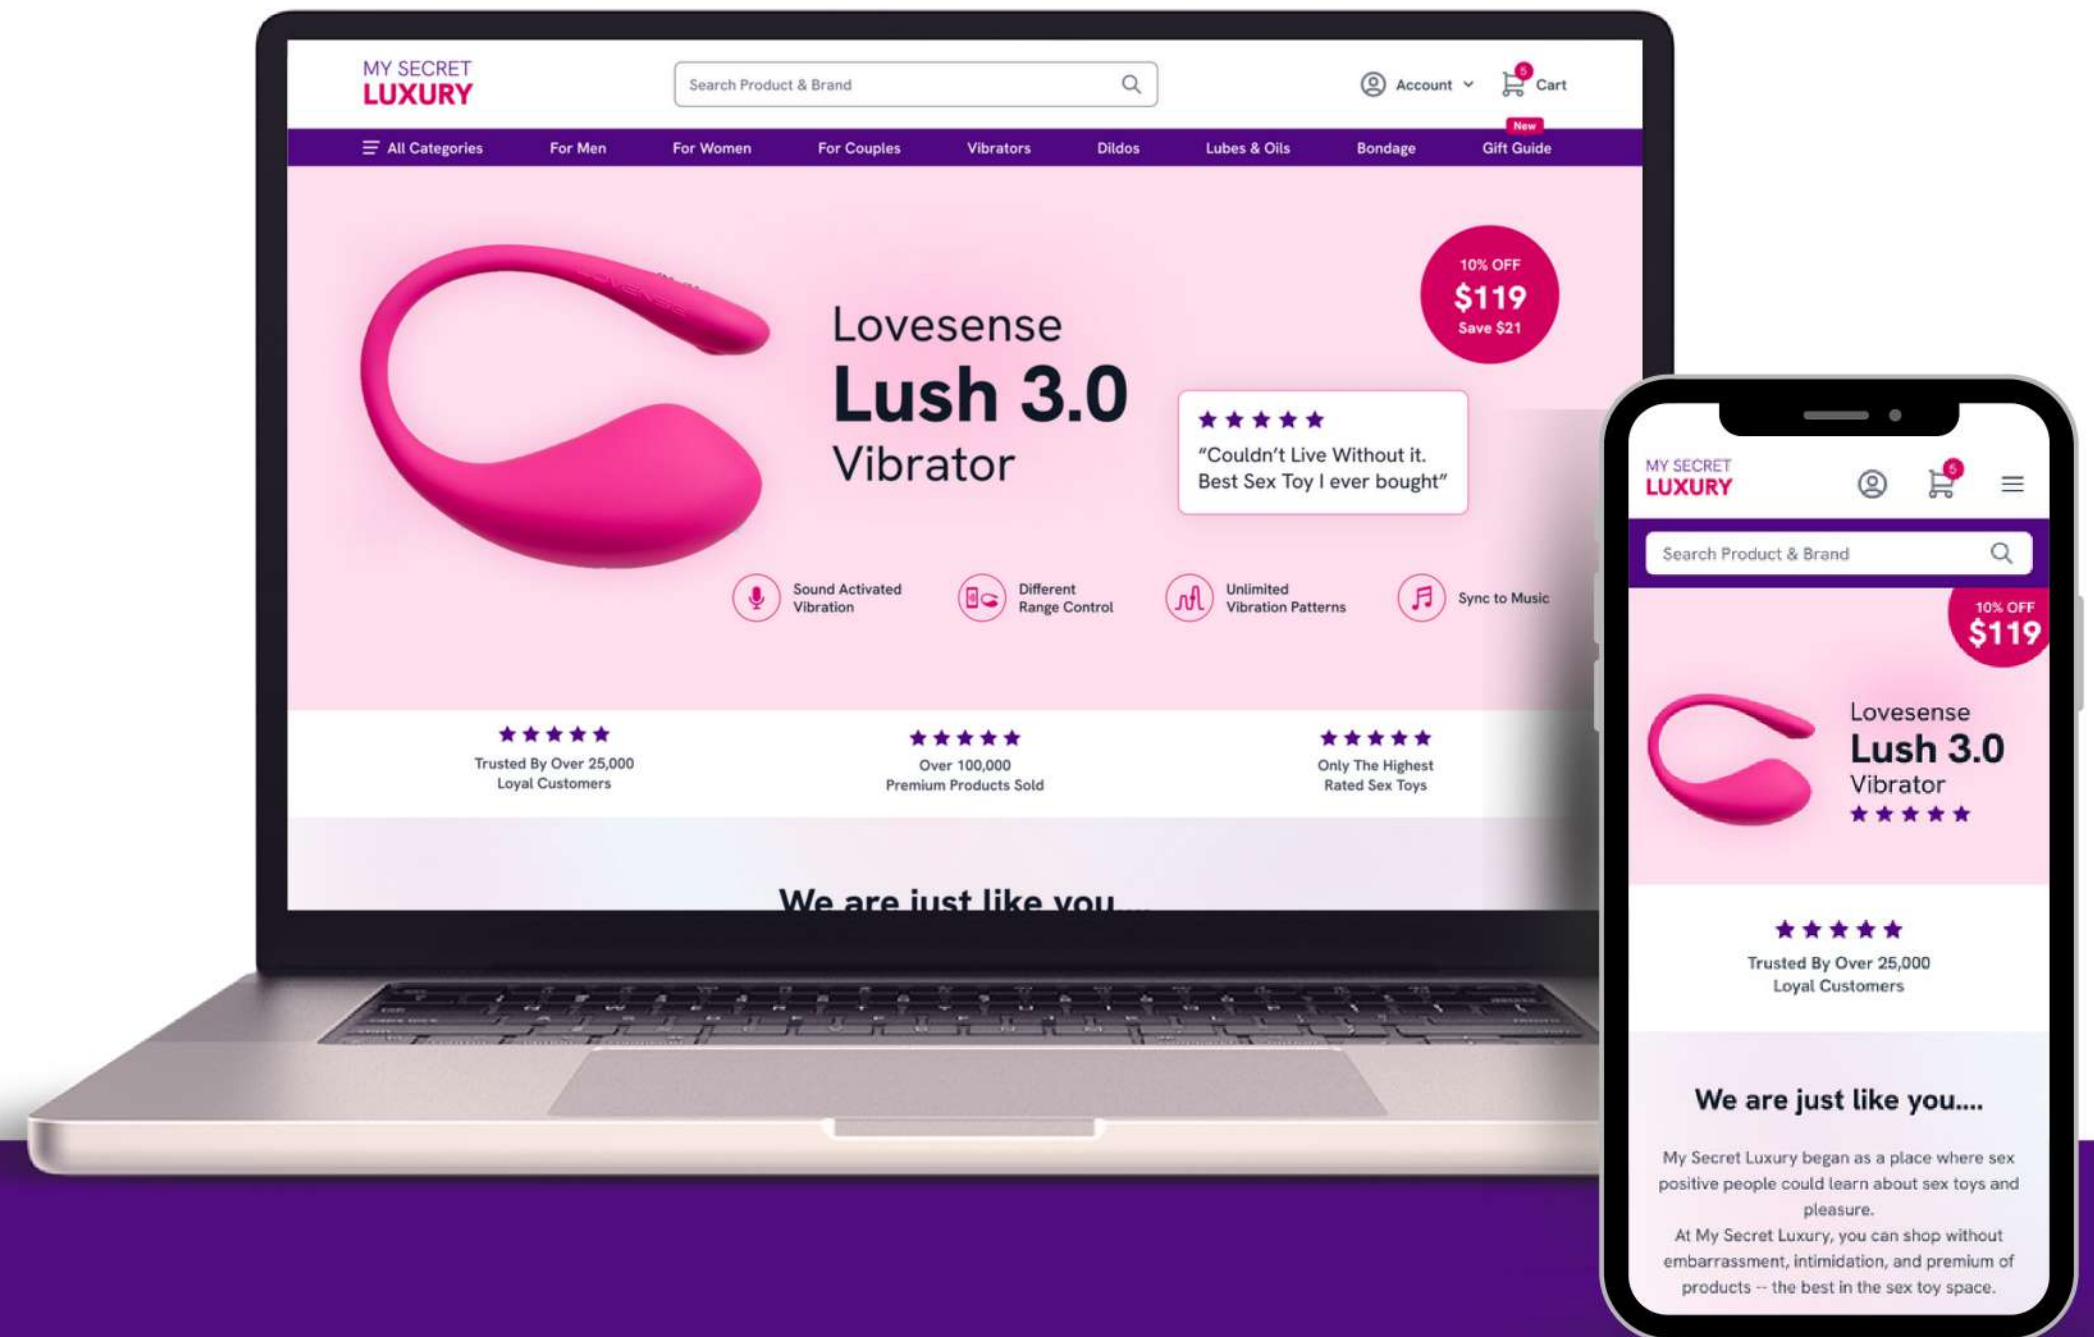 MY SECRET
LUXURY
Search Product & Brand
Account
5
Cart
New
All Categories
For Men
For Women
For Couples
Vibrators
Dildos
Lubes & Oils
Bondage
Gift Guide
10% OFF
$119
Save $21
Lovesense
Lush 3.0
Vibrator
"Couldn't Live Without it.
Best Sex Toy I ever bought"
Sound Activated
Vibration
Different
Range Control
Unlimited
Vibration Patterns
Sync to Music
Trusted By Over 25,000
Loyal Customers
Over 100,000
Premium Products Sold
Only The Highest
Rated Sex Toys
We are just like you....
MY SECRET
LUXURY
5
Search Product & Brand
10% OFF
$119
Lovesense
Lush 3.0
Vibrator
Trusted By Over 25,000
Loyal Customers
We are just like you....
My Secret Luxury began as a place where sex
positive people could learn about sex toys and
pleasure.
At My Secret Luxury, you can shop without
embarrassment, intimidation, and premium of
products -- the best in the sex toy space.